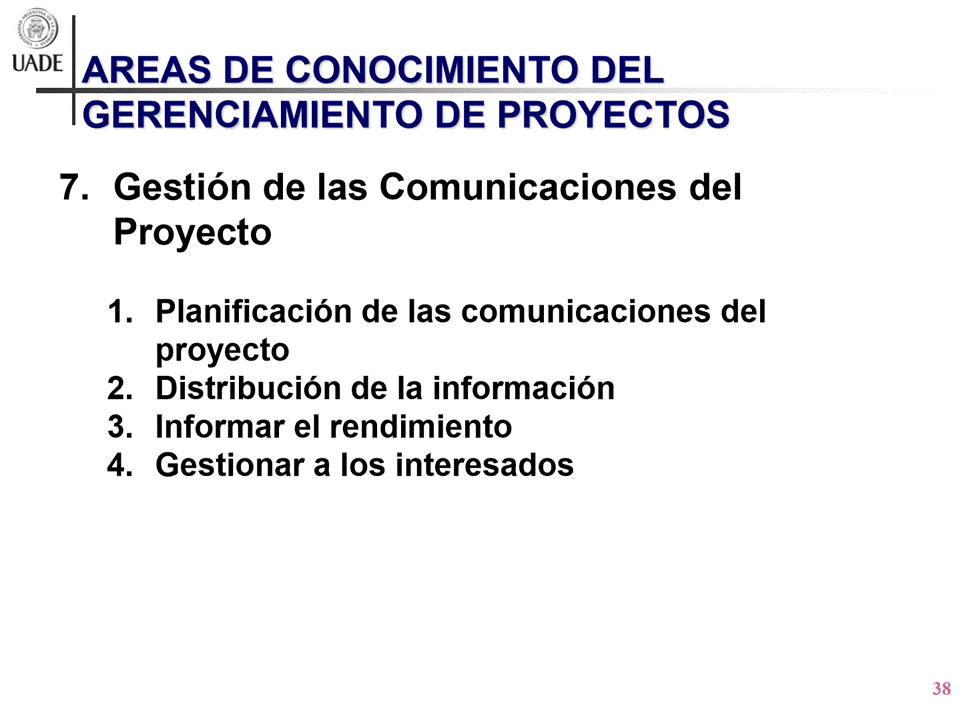 UADE
AREAS DE CONOCIMIENTO DEL
GERENCIAMIENTO DE PROYECTOS
7. Gestión de las Comunicaciones del
Proyecto
1. Planificación de las comunicaciones del
proyecto
2. Distribución de la información
3. Informar el rendimiento
4. Gestionar a los interesados
38